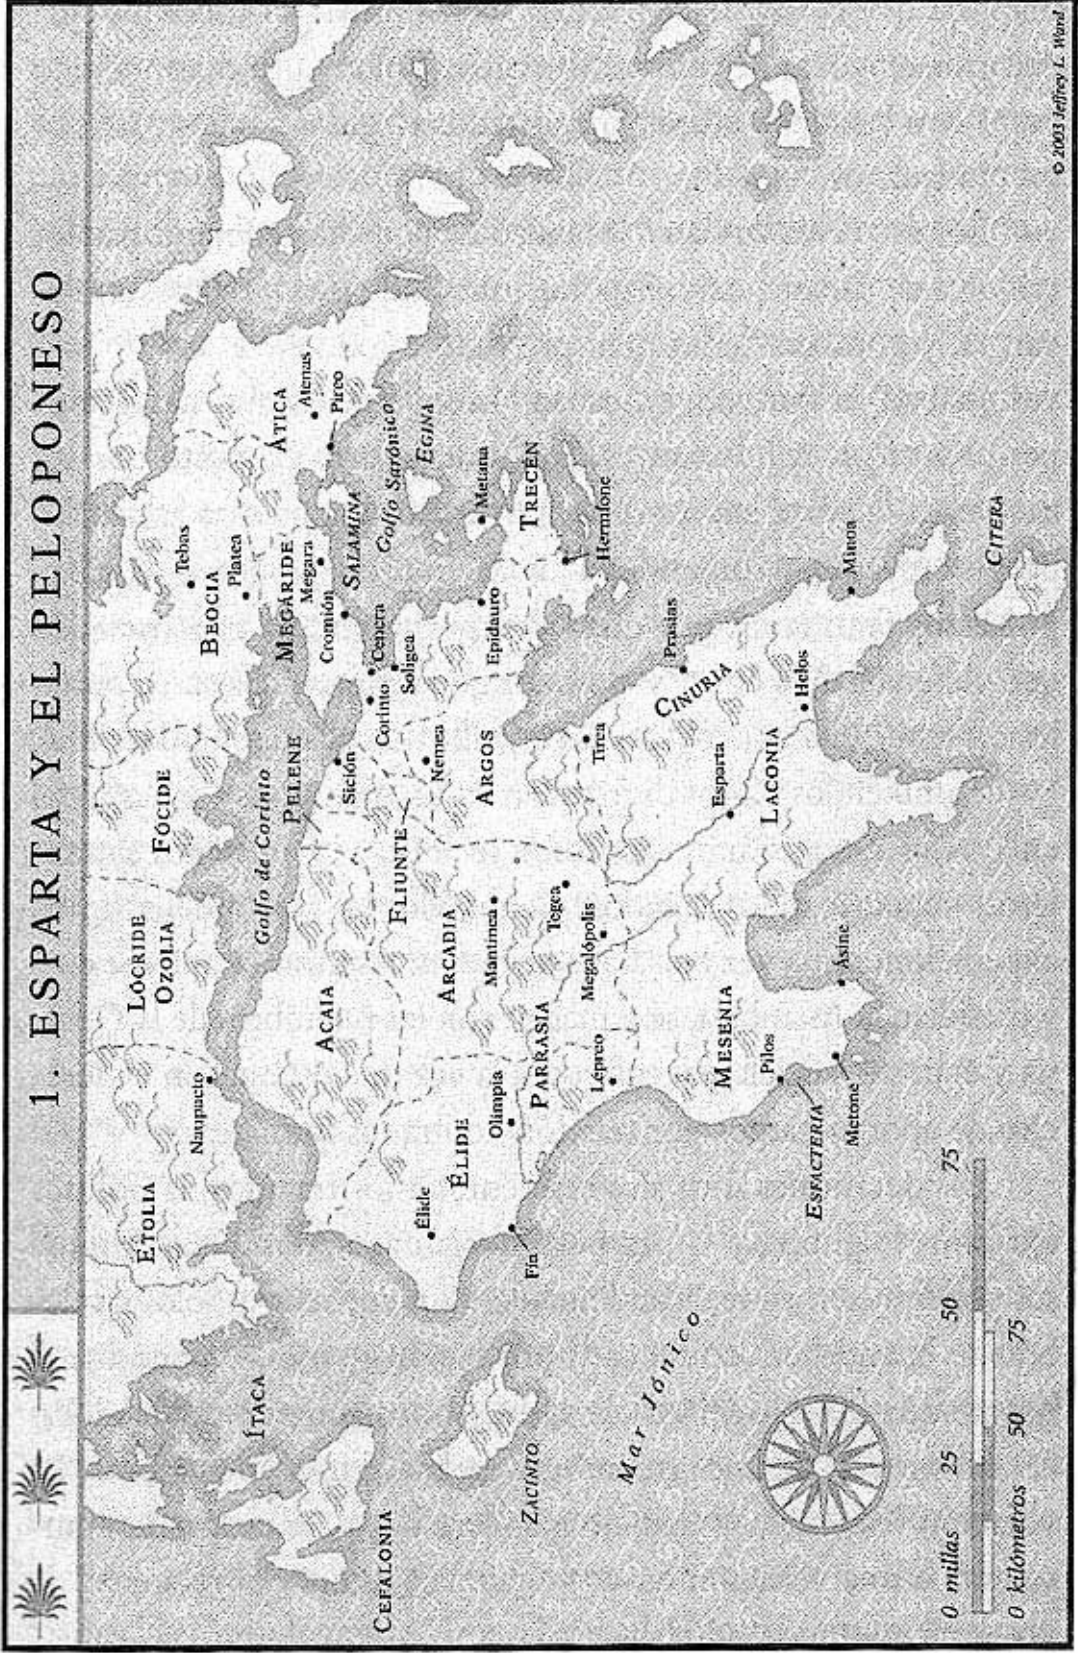 1. ESPARTA Y EL PELOPONESO
ETOLIA
LÓCRIDE
OZOLIA
FÓCIDE
BEOCIA
Tebas
Platea
ÁTICA
Atenas
Pireo
MEGÁRIDE
Megara
Cromión
SALAMINA
Golfo Sarónico
EGINA
Naupacto
Golfo de Corinto
PELENE
Sición
Corinto
Cencra
Soligea
ÍTACA
CEFALONIA
ZACINTO
Mar Jónico
ACAIA
FLIUNTE
Nemea
ARGOS
Epidauro
Metana
TRECÉN
Hermíone
ÉLIDE
Élide
Olimpia
Fía
ARCADIA
Mantinea
Tegea
Megalópolis
PARRASIA
Lépreo
Tirea
Prasias
CINURIA
Esparta
LACONIA
Helos
Minoa
CITERA
MESENIA
Pilos
ESFACTERIA
Metone
Ásine
0 millas 25 50 75
0 kilómetros 50 75
© 2003 Jeffrey L. Ward